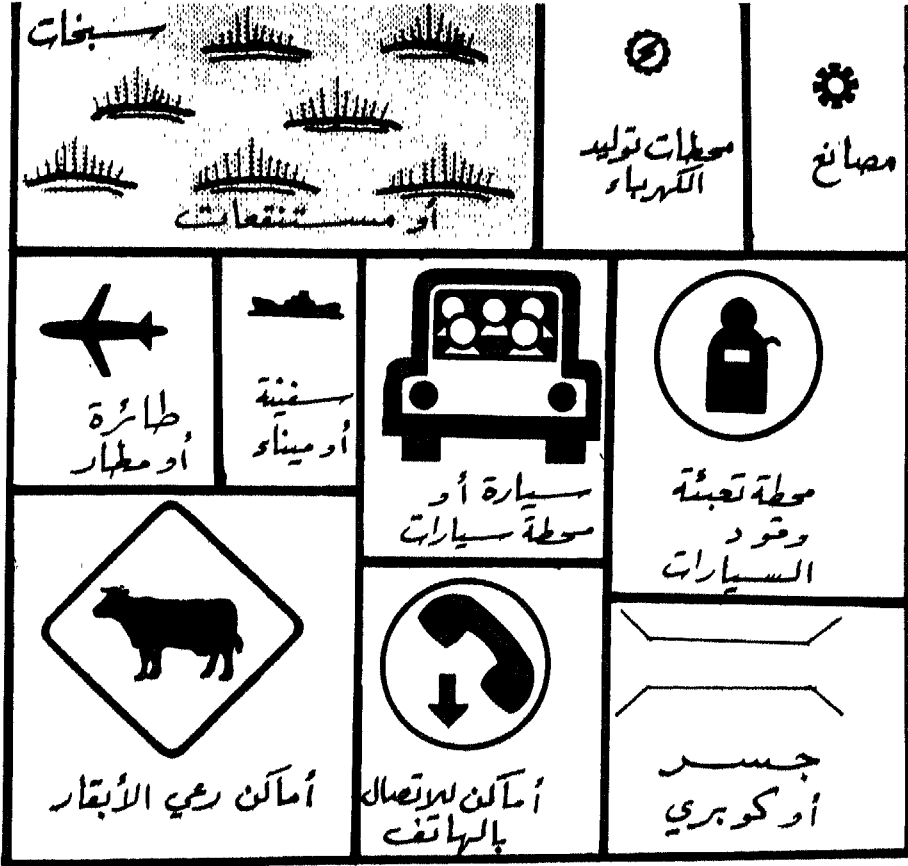 مصانع
محطات توليد
الكهرباء
سبخات
أو مستنقعات
محطة تعبئة
وقود
السيارات
سيارة أو
محطة سيارات
سفينة
أو ميناء
طائرة
أو مطار
جسر
أو كوبري
أماكن للاتصال
بالهاتف
أماكن رعي الأبقار